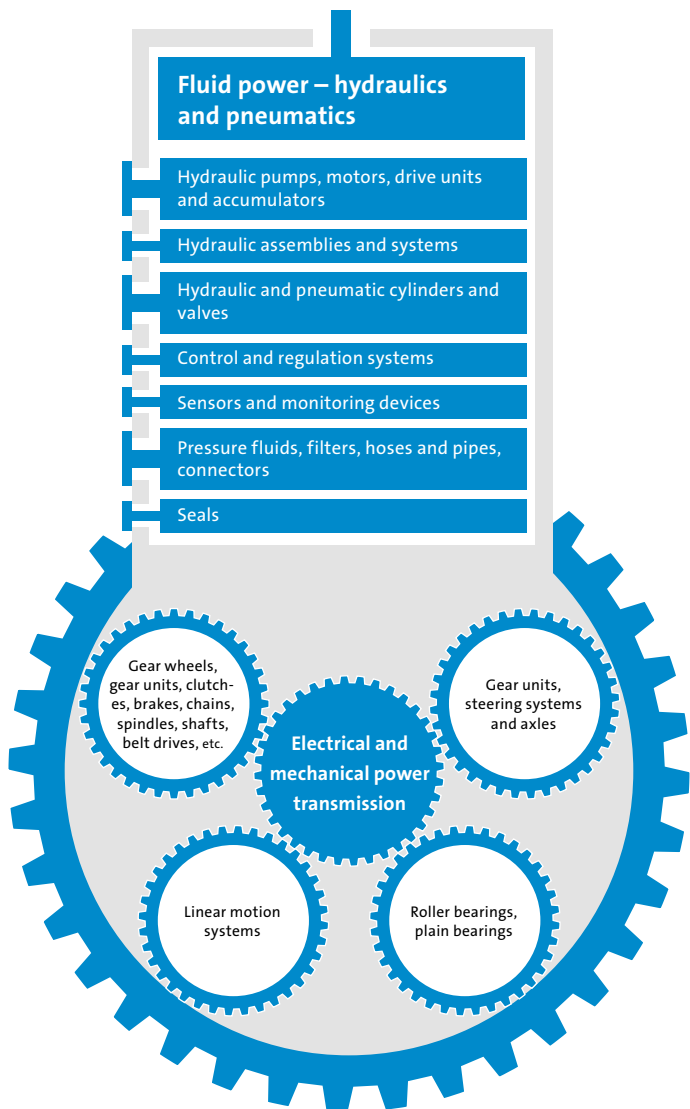 Fluid power – hydraulics
and pneumatics
Hydraulic pumps, motors, drive units
and accumulators
Hydraulic assemblies and systems
Hydraulic and pneumatic cylinders and
valves
Control and regulation systems
Sensors and monitoring devices
Pressure fluids, filters, hoses and pipes,
connectors
Seals
Gear wheels,
gear units, clutch-
es, brakes, chains,
spindles, shafts,
belt drives, etc.
Electrical and
mechanical power
transmission
Gear units,
steering systems
and axles
Linear motion
systems
Roller bearings,
plain bearings